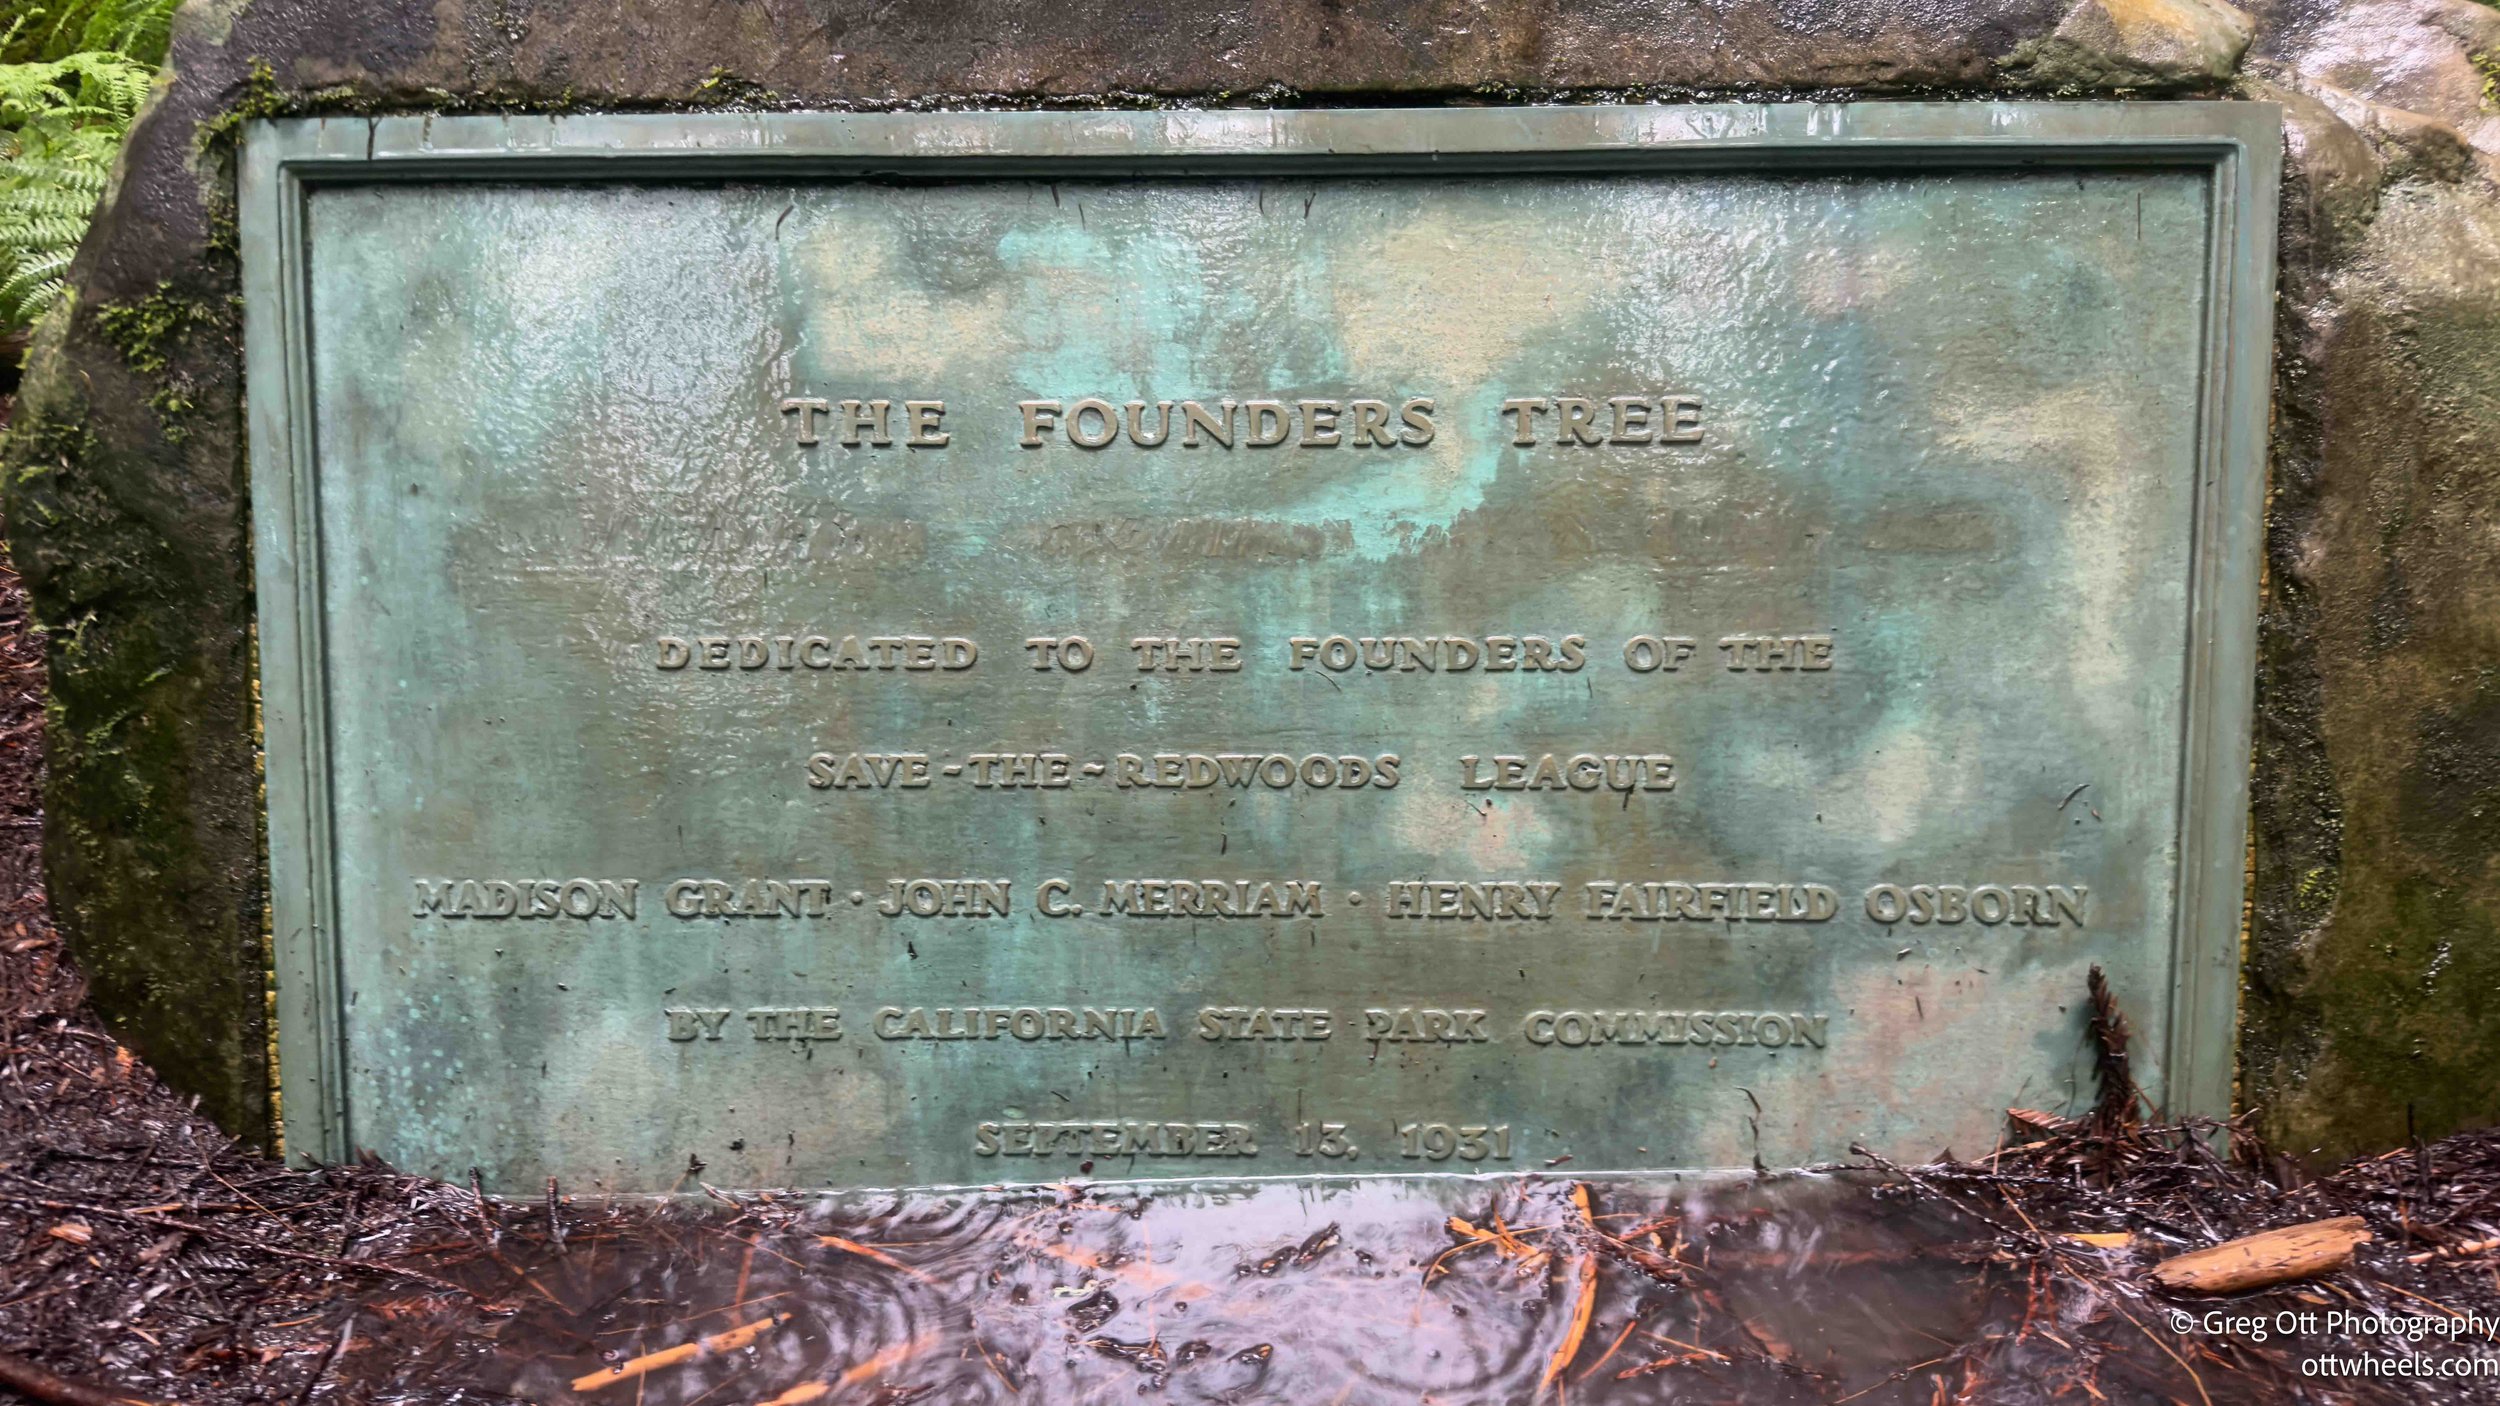 THE FOUNDERS TREE
DEDICATED TO THE FOUNDERS OF THE
SAVE-THE-REDWOODS LEAGUE
MADISON GRANT · JOHN C. MERRIAM · HENRY FAIRFIELD OSBORN
BY THE CALIFORNIA STATE PARK COMMISSION
SEPTEMBER 13, 1931
© Greg Ott Photography
ottwheels.com